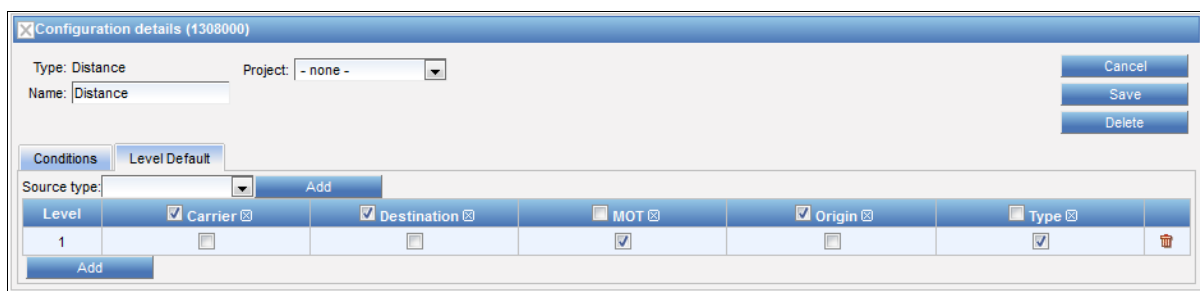 Configuration details (1308000)
Type: Distance
Project: - none -
Cancel
Name: Distance
Save
Delete
Conditions
Level Default
Source type:
Add
Level Carrier Destination MOT Origin Type
1
Add